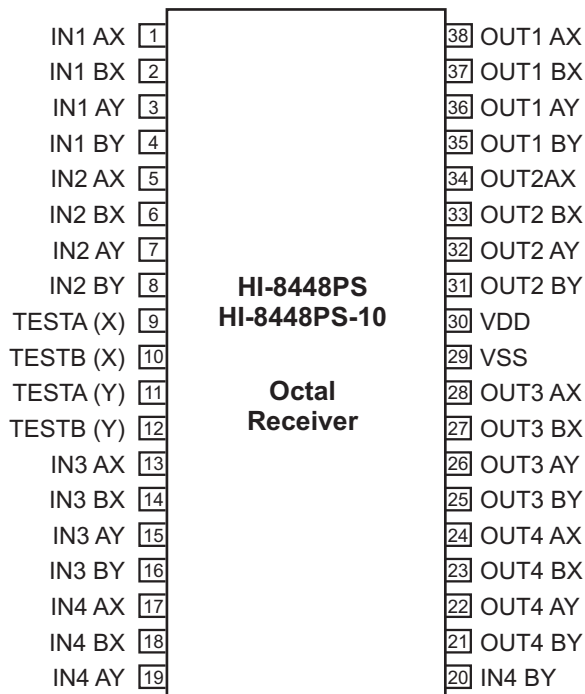 IN1 AX 1 38 OUT1 AX
IN1 BX 2 37 OUT1 BX
IN1 AY 3 36 OUT1 AY
IN1 BY 4 35 OUT1 BY
IN2 AX 5 34 OUT2AX
IN2 BX 6 33 OUT2 BX
IN2 AY 7 32 OUT2 AY
IN2 BY 8 HI-8448PS 31 OUT2 BY
TESTA (X) 9 HI-8448PS-10 30 VDD
TESTB (X) 10 29 VSS
TESTA (Y) 11 Octal 28 OUT3 AX
TESTB (Y) 12 Receiver 27 OUT3 BX
IN3 AX 13 26 OUT3 AY
IN3 BX 14 25 OUT3 BY
IN3 AY 15 24 OUT4 AX
IN3 BY 16 23 OUT4 BX
IN4 AX 17 22 OUT4 AY
IN4 BX 18 21 OUT4 BY
IN4 AY 19 20 IN4 BY